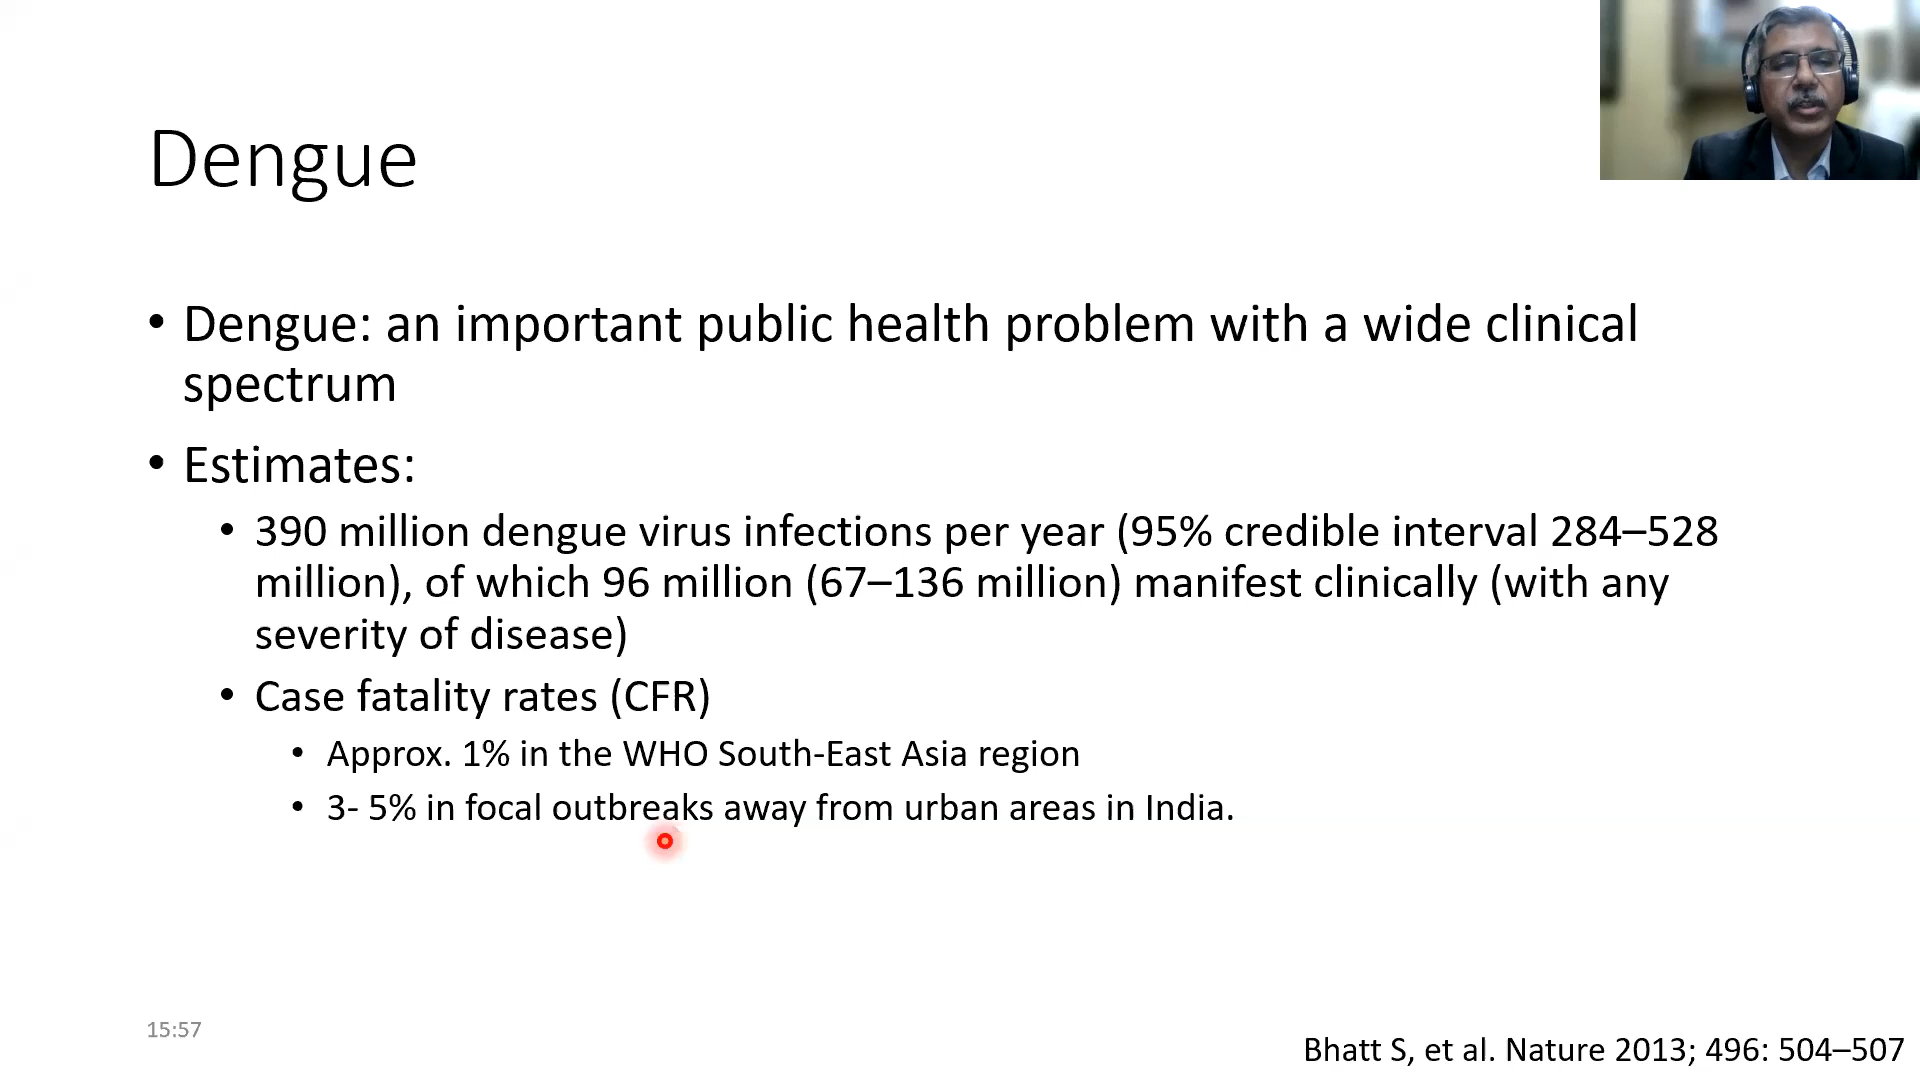 Dengue
• Dengue: an important public health problem with a wide clinical
spectrum
• Estimates:
• 390 million dengue virus infections per year (95% credible interval 284–528
million), of which 96 million (67–136 million) manifest clinically (with any
severity of disease)
• Case fatality rates (CFR)
• Approx. 1% in the WHO South-East Asia region
• 3- 5% in focal outbreaks away from urban areas in India.
15:57
Bhatt S, et al. Nature 2013; 496: 504–507